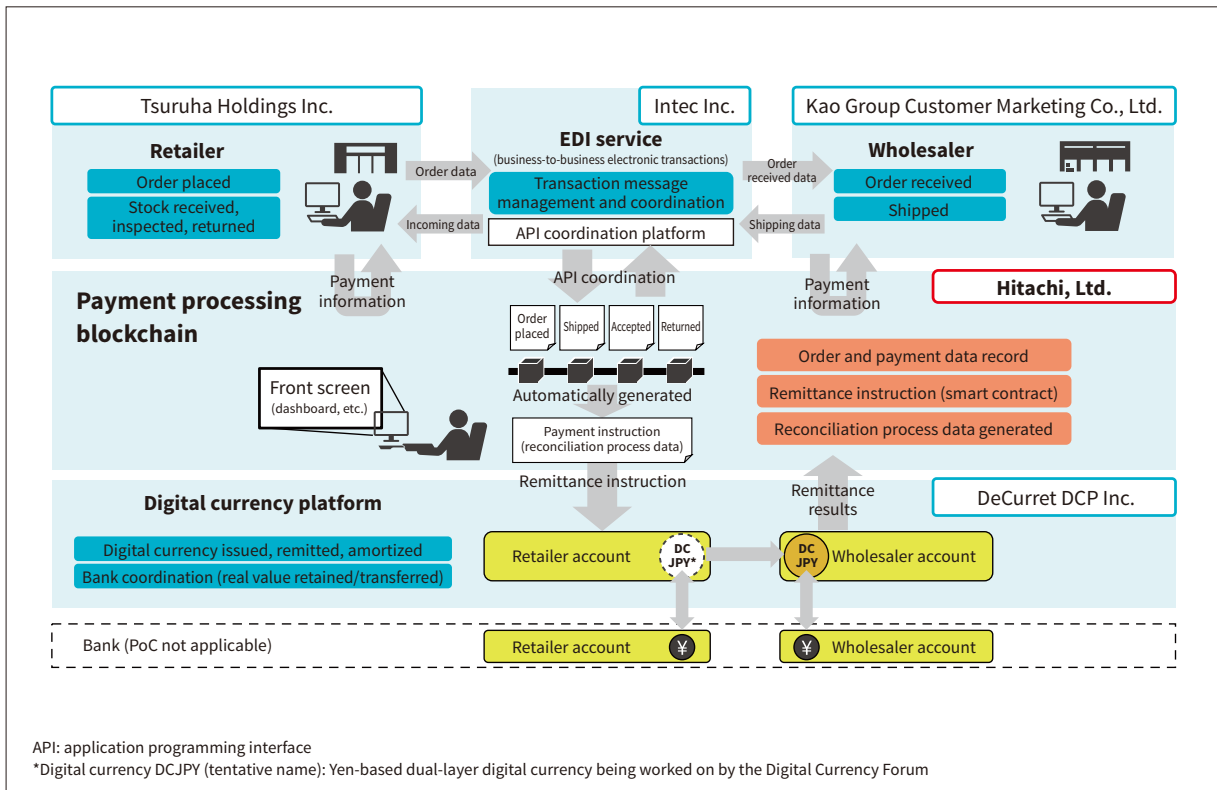 Tsuruha Holdings Inc.
Intec Inc.
Kao Group Customer Marketing Co., Ltd.
Retailer
Order placed
Stock received,
inspected, returned
Order data
Incoming data
EDI service
(business-to-business electronic transactions)
Transaction message
management and coordination
API coordination platform
Order
received data
Shipping data
Wholesaler
Order received
Shipped
Payment
information
API coordination
Payment
information
Hitachi, Ltd.
Payment processing
blockchain
Order
placed
Shipped
Accepted
Returned
Automatically generated
Front screen
(dashboard, etc.)
Payment instruction
(reconciliation process data)
Order and payment data record
Remittance instruction (smart contract)
Reconciliation process data generated
Remittance instruction
Remittance
results
DeCurret DCP Inc.
Digital currency platform
Digital currency issued, remitted, amortized
Bank coordination (real value retained/transferred)
Retailer account
DC
JPY*
DC
JPY
Wholesaler account
Bank (PoC not applicable)
Retailer account
¥
¥
Wholesaler account
API: application programming interface
*Digital currency DCJPY (tentative name): Yen-based dual-layer digital currency being worked on by the Digital Currency Forum